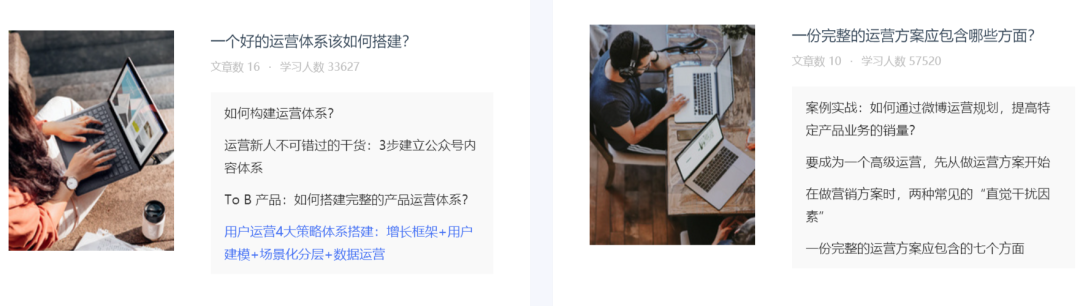 一个好的运营体系该如何搭建？
文章数 16 · 学习人数 33627
如何构建运营体系？
运营新人不可错过的干货：3步建立公众号内
容体系
To B 产品：如何搭建完整的产品运营体系？
用户运营4大策略体系搭建：增长框架+用户
建模+场景化分层+数据运营
一份完整的运营方案应包含哪些方面？
文章数 10 · 学习人数 57520
案例实战：如何通过微博运营规划，提高特
定产品业务的销量？
要成为一个高级运营，先从做运营方案开始
在做营销方案时，两种常见的“直觉干扰因
素”
一份完整的运营方案应包含的七个方面